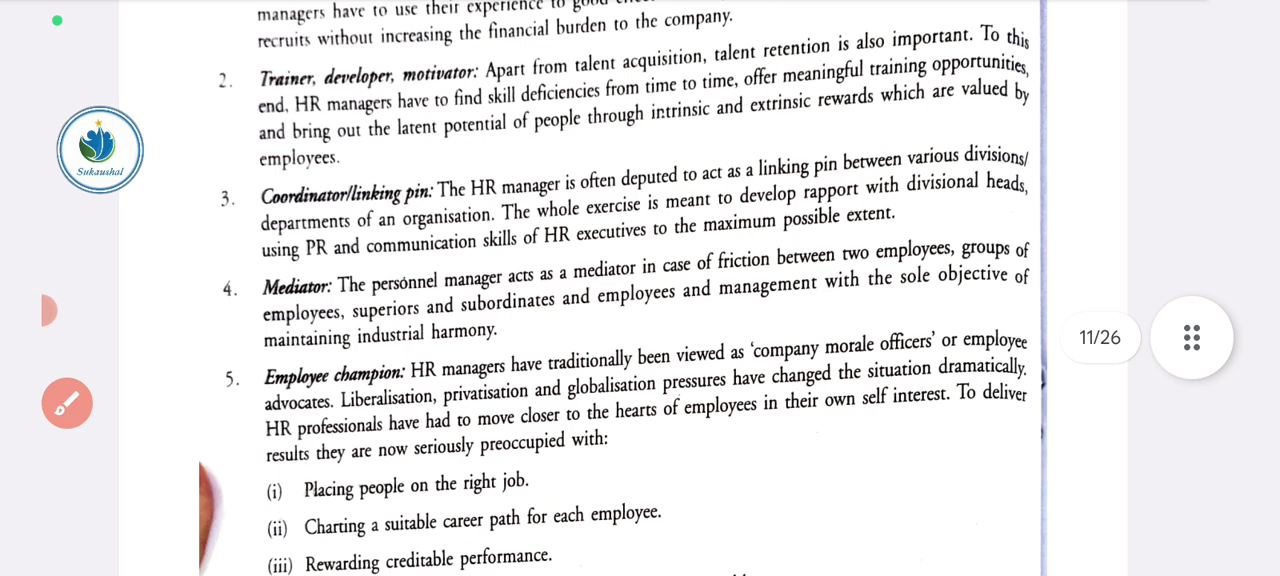 managers have to use their experience to good
recruits without increasing the financial burden to the company.
2. Trainer, developer, motivator: Apart from talent acquisition, talent retention is also important. To this
end, HR managers have to find skill deficiencies from time to time, offer meaningful training opportunities,
and bring out the latent potential of people through intrinsic and extrinsic rewards which are valued by
employees.
3. Coordinator/linking pin: The HR manager is often deputed to act as a linking pin between various divisions/
departments of an organisation. The whole exercise is meant to develop rapport with divisional heads,
using PR and communication skills of HR executives to the maximum possible extent.
4. Mediator: The personnel manager acts as a mediator in case of friction between two employees, groups of
employees, superiors and subordinates and employees and management with the sole objective of
maintaining industrial harmony.
5. Employee champion: HR managers have traditionally been viewed as ‘company morale officers’ or employee
advocates. Liberalisation, privatisation and globalisation pressures have changed the situation dramatically.
HR professionals have had to move closer to the hearts of employees in their own self interest. To deliver
results they are now seriously preoccupied with:
(i) Placing people on the right job.
(ii) Charting a suitable career path for each employee.
(iii) Rewarding creditable performance.
Sukaushal
11/26